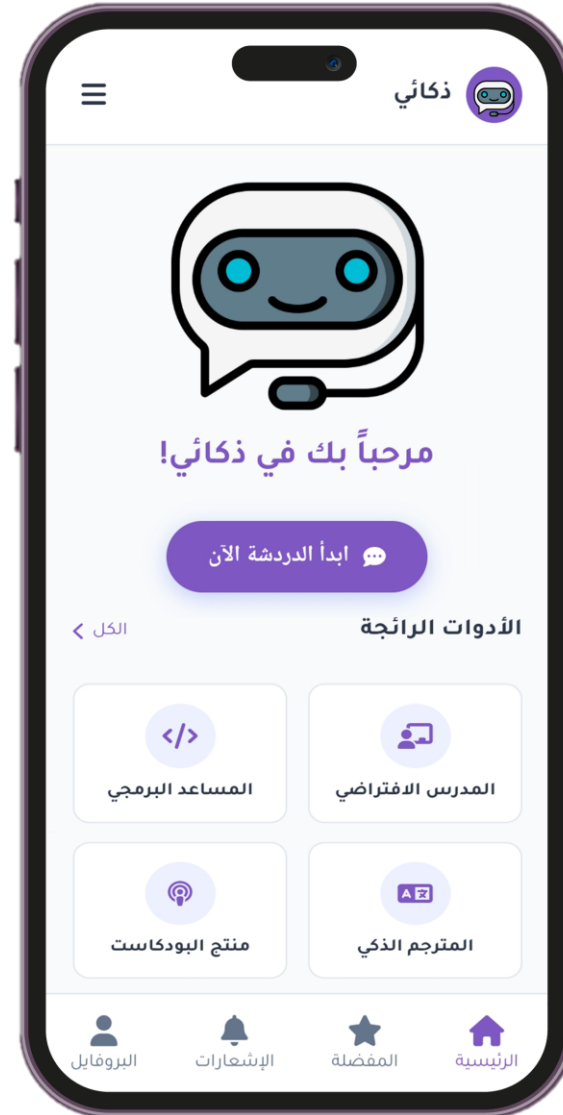 ذكائي
مرحباً بك في ذكائي!
ابدأ الدردشة الآن
الأدوات الرائجة
الكل
المدرس الافتراضي
المساعد البرمجي
المترجم الذكي
منتج البودكاست
الرئيسية
المفضلة
الإشعارات
البروفايل